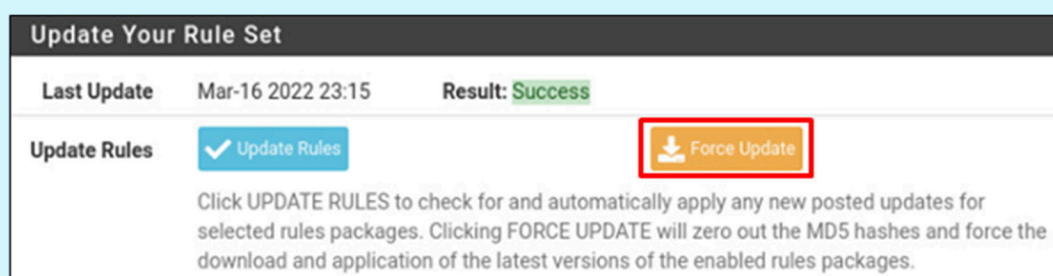 Update Your Rule Set
Last Update Mar-16 2022 23:15 Result: Success
Update Rules Update Rules Force Update
Click UPDATE RULES to check for and automatically apply any new posted updates for
selected rules packages. Clicking FORCE UPDATE will zero out the MD5 hashes and force the
download and application of the latest versions of the enabled rules packages.